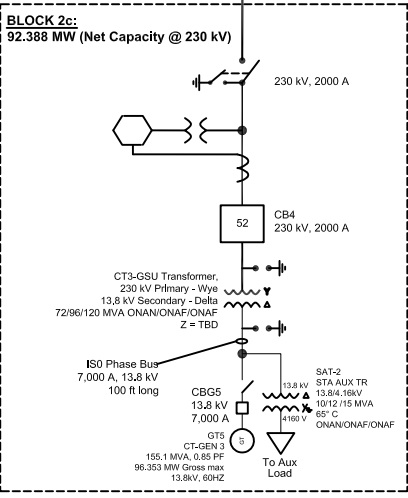 BLOCK 2c:
92.388 MW (Net Capacity @ 230 kV)
230 kV, 2000 A
52
CB4
230 kV, 2000 A
CT3-GSU Transformer,
230 kV Primary - Wye
13,8 kV Secondary - Delta
72/96/120 MVA ONAN/ONAF/ONAF
Z = TBD
IS0 Phase Bus
7,000 A, 13.8 kV
100 ft long
CBG5
13.8 kV
7,000 A
13.8 kV
4160 V
SAT-2
STA AUX TR
13.8/4.16kV
10/12 /15 MVA
65° C
ONAN/ONAF/ONAF
GT
GT5
CT-GEN 3
155.1 MVA, 0.85 PF
96.353 MW Gross max
13.8kV, 60HZ
To Aux
Load